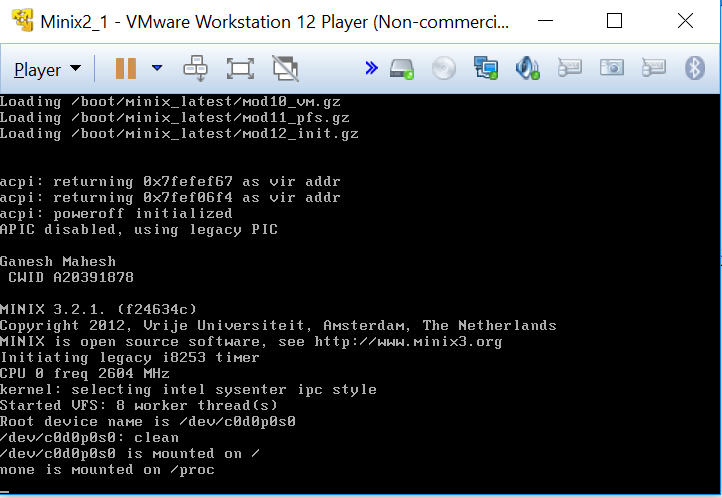 Minix2_1 - VMware Workstation 12 Player (Non-commerci...
Player
Loading /boot/minix_latest/mod10_vm.gz
Loading /boot/minix_latest/mod11_pfs.gz
Loading /boot/minix_latest/mod12_init.gz
acpi: returning 0x7fefef67 as vir addr
acpi: returning 0x7fef06f4 as vir addr
acpi: poweroff initialized
APIC disabled, using legacy PIC
Ganesh Mahesh
CWID A20391878
MINIX 3.2.1. (f24634c)
Copyright 2012, Vrije Universiteit, Amsterdam, The Netherlands
MINIX is open source software, see http://www.minix3.org
Initiating legacy i8253 timer
CPU 0 freq 2604 MHz
kernel: selecting intel sysenter ipc style
Started VFS: 8 worker thread(s)
Root device name is /dev/c0d0p0s0
/dev/c0d0p0s0: clean
/dev/c0d0p0s0 is mounted on /
none is mounted on /proc